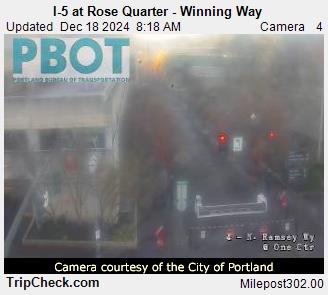 I-5 at Rose Quarter - Winning Way
Updated Dec 18 2024 8:18 AM Camera 4
PBOT
PORTLAND BUREAU OF TRANSPORTATION
4 - N. Ramsey Wy
@ One Ctr
Camera courtesy of the City of Portland
TripCheck.com Milepost302.00